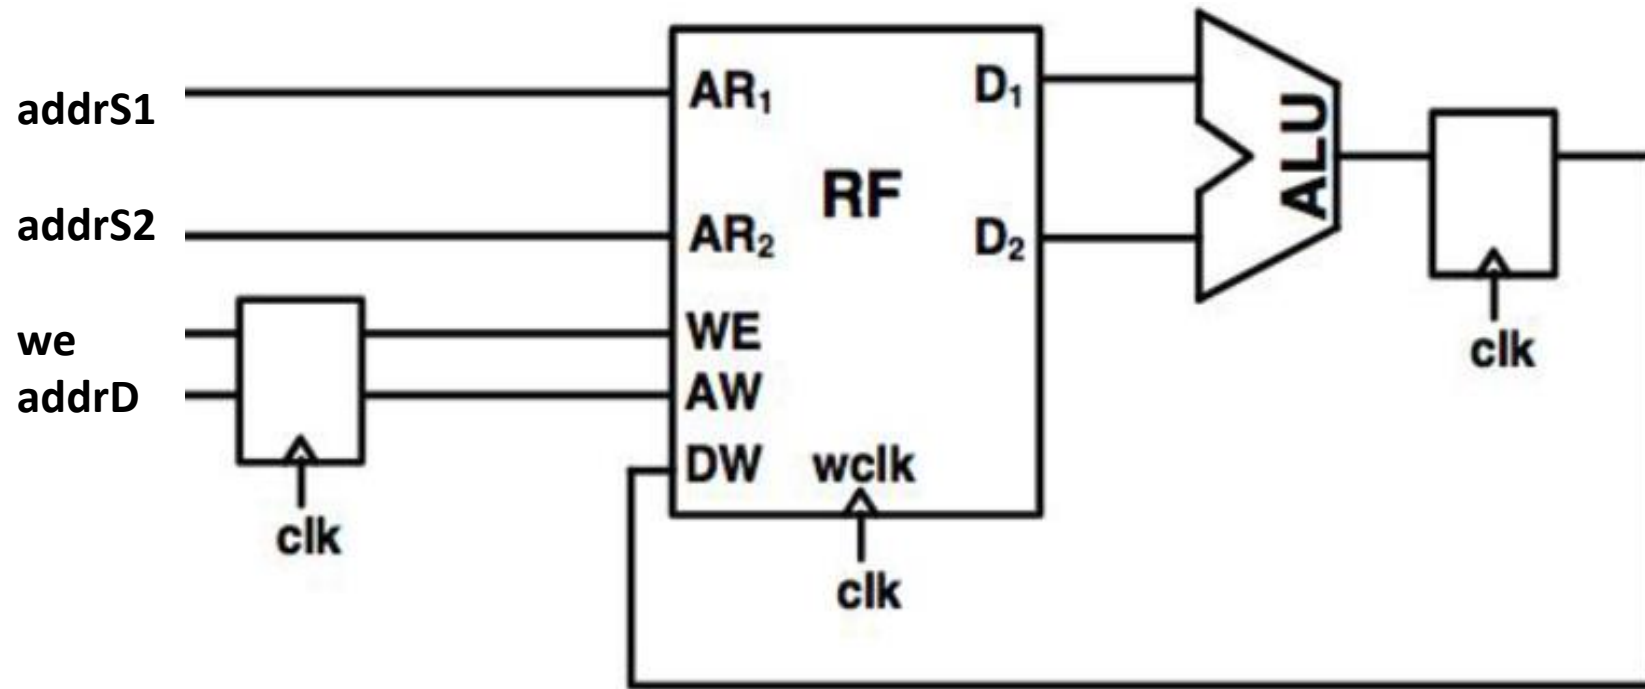 addrS1
addrS2
we
addrD
clk
AR₁
AR₂
WE
AW
DW
RF
D₁
D₂
wclk
clk
ALU
clk